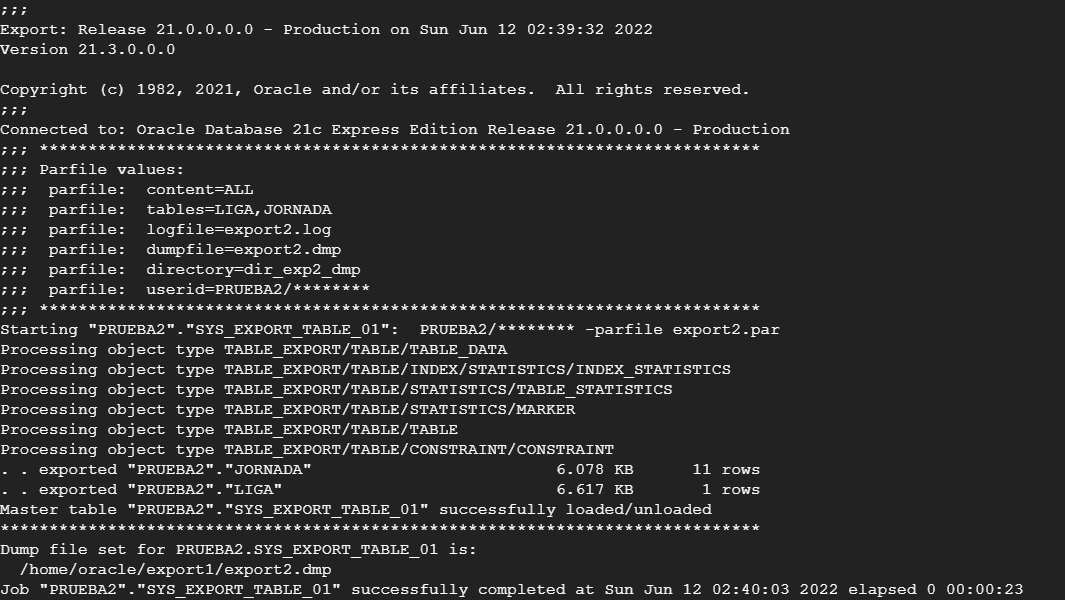 ;;;
Export: Release 21.0.0.0.0 - Production on Sun Jun 12 02:39:32 2022
Version 21.3.0.0.0
Copyright (c) 1982, 2021, Oracle and/or its affiliates.  All rights reserved.
;;;
Connected to: Oracle Database 21c Express Edition Release 21.0.0.0.0 - Production
;;; **************************************************************************
;;; Parfile values:
;;;  parfile:  content=ALL
;;;  parfile:  tables=LIGA,JORNADA
;;;  parfile:  logfile=export2.log
;;;  parfile:  dumpfile=export2.dmp
;;;  parfile:  directory=dir_exp2_dmp
;;;  parfile:  userid=PRUEBA2/********
;;; **************************************************************************
Starting "PRUEBA2"."SYS_EXPORT_TABLE_01":  PRUEBA2/******** -parfile export2.par
Processing object type TABLE_EXPORT/TABLE/TABLE_DATA
Processing object type TABLE_EXPORT/TABLE/INDEX/STATISTICS/INDEX_STATISTICS
Processing object type TABLE_EXPORT/TABLE/STATISTICS/TABLE_STATISTICS
Processing object type TABLE_EXPORT/TABLE/STATISTICS/MARKER
Processing object type TABLE_EXPORT/TABLE/TABLE
Processing object type TABLE_EXPORT/TABLE/CONSTRAINT/CONSTRAINT
. . exported "PRUEBA2"."JORNADA"                         6.078 KB      11 rows
. . exported "PRUEBA2"."LIGA"                            6.617 KB       1 rows
Master table "PRUEBA2"."SYS_EXPORT_TABLE_01" successfully loaded/unloaded
******************************************************************************
Dump file set for PRUEBA2.SYS_EXPORT_TABLE_01 is:
  /home/oracle/export1/export2.dmp
Job "PRUEBA2"."SYS_EXPORT_TABLE_01" successfully completed at Sun Jun 12 02:40:03 2022 elapsed 0 00:00:23